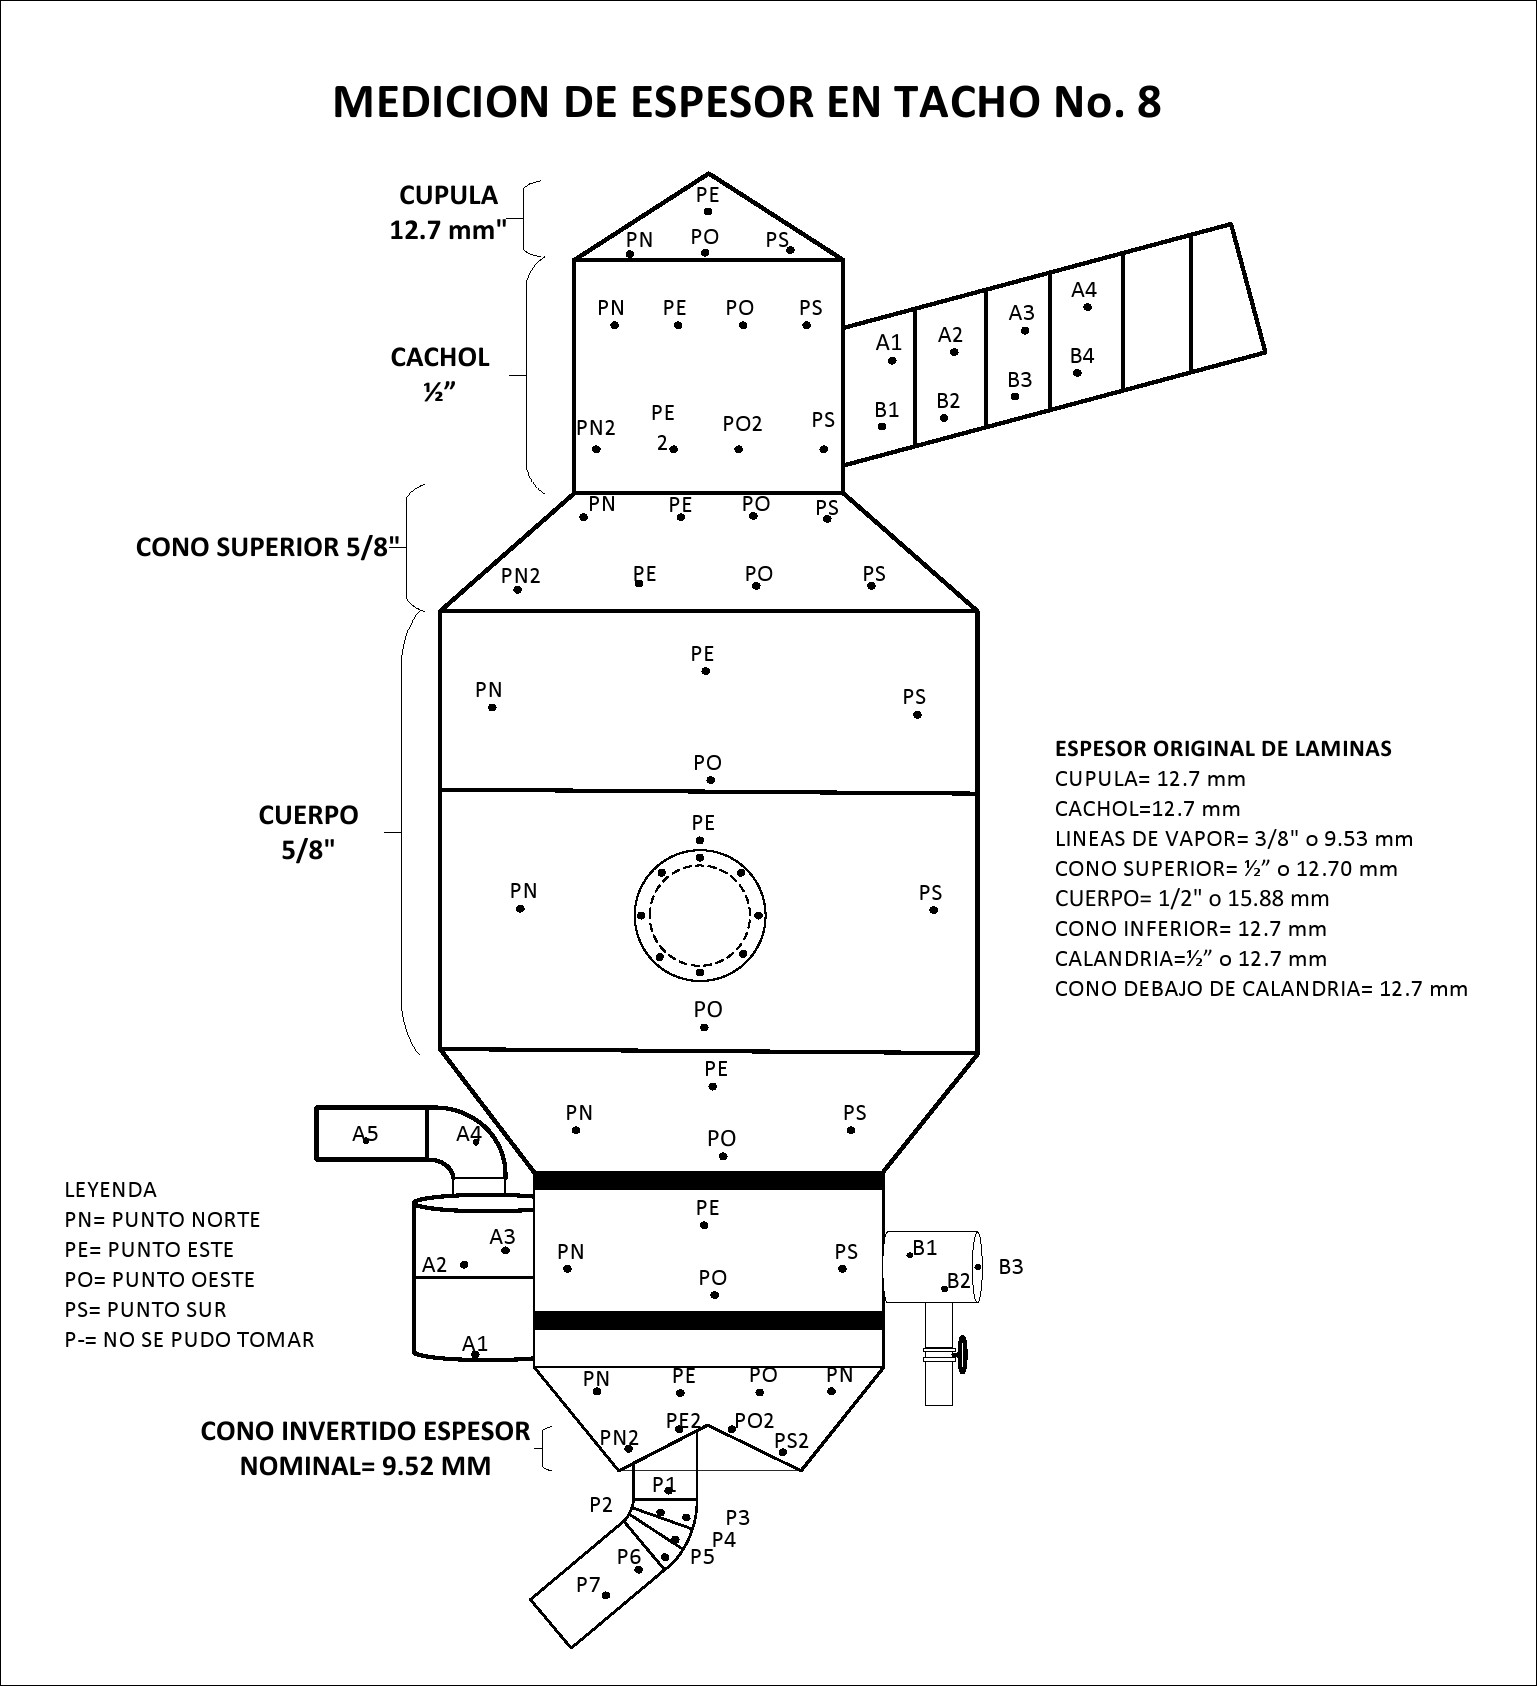 MEDICION DE ESPESOR EN TACHO No. 8
CUPULA
12.7 mm"
PE
PN
PO
PS
CACHOL
½”
PN
PE
PO
PS
PN2
PE
2
PO2
PS
A1
A2
A3
A4
B1
B2
B3
B4
CONO SUPERIOR 5/8"
PN
PE
PO
PS
PN2
PE
PO
PS
CUERPO
5/8"
PE
PN
PS
PO
PE
PN
PS
PO
ESPESOR ORIGINAL DE LAMINAS
CUPULA= 12.7 mm
CACHOL=12.7 mm
LINEAS DE VAPOR= 3/8" o 9.53 mm
CONO SUPERIOR= ½” o 12.70 mm
CUERPO= 1/2" o 15.88 mm
CONO INFERIOR= 12.7 mm
CALANDRIA=½” o 12.7 mm
CONO DEBAJO DE CALANDRIA= 12.7 mm
PE
PN
PS
PO
A5
A4
A3
A2
A1
LEYENDA
PN= PUNTO NORTE
PE= PUNTO ESTE
PO= PUNTO OESTE
PS= PUNTO SUR
P-= NO SE PUDO TOMAR
PE
PN
PS
PO
B1
B2
B3
PN
PE
PO
PN
PN2
PE2
PO2
PS2
CONO INVERTIDO ESPESOR
NOMINAL= 9.52 MM
P1
P2
P3
P4
P5
P6
P7